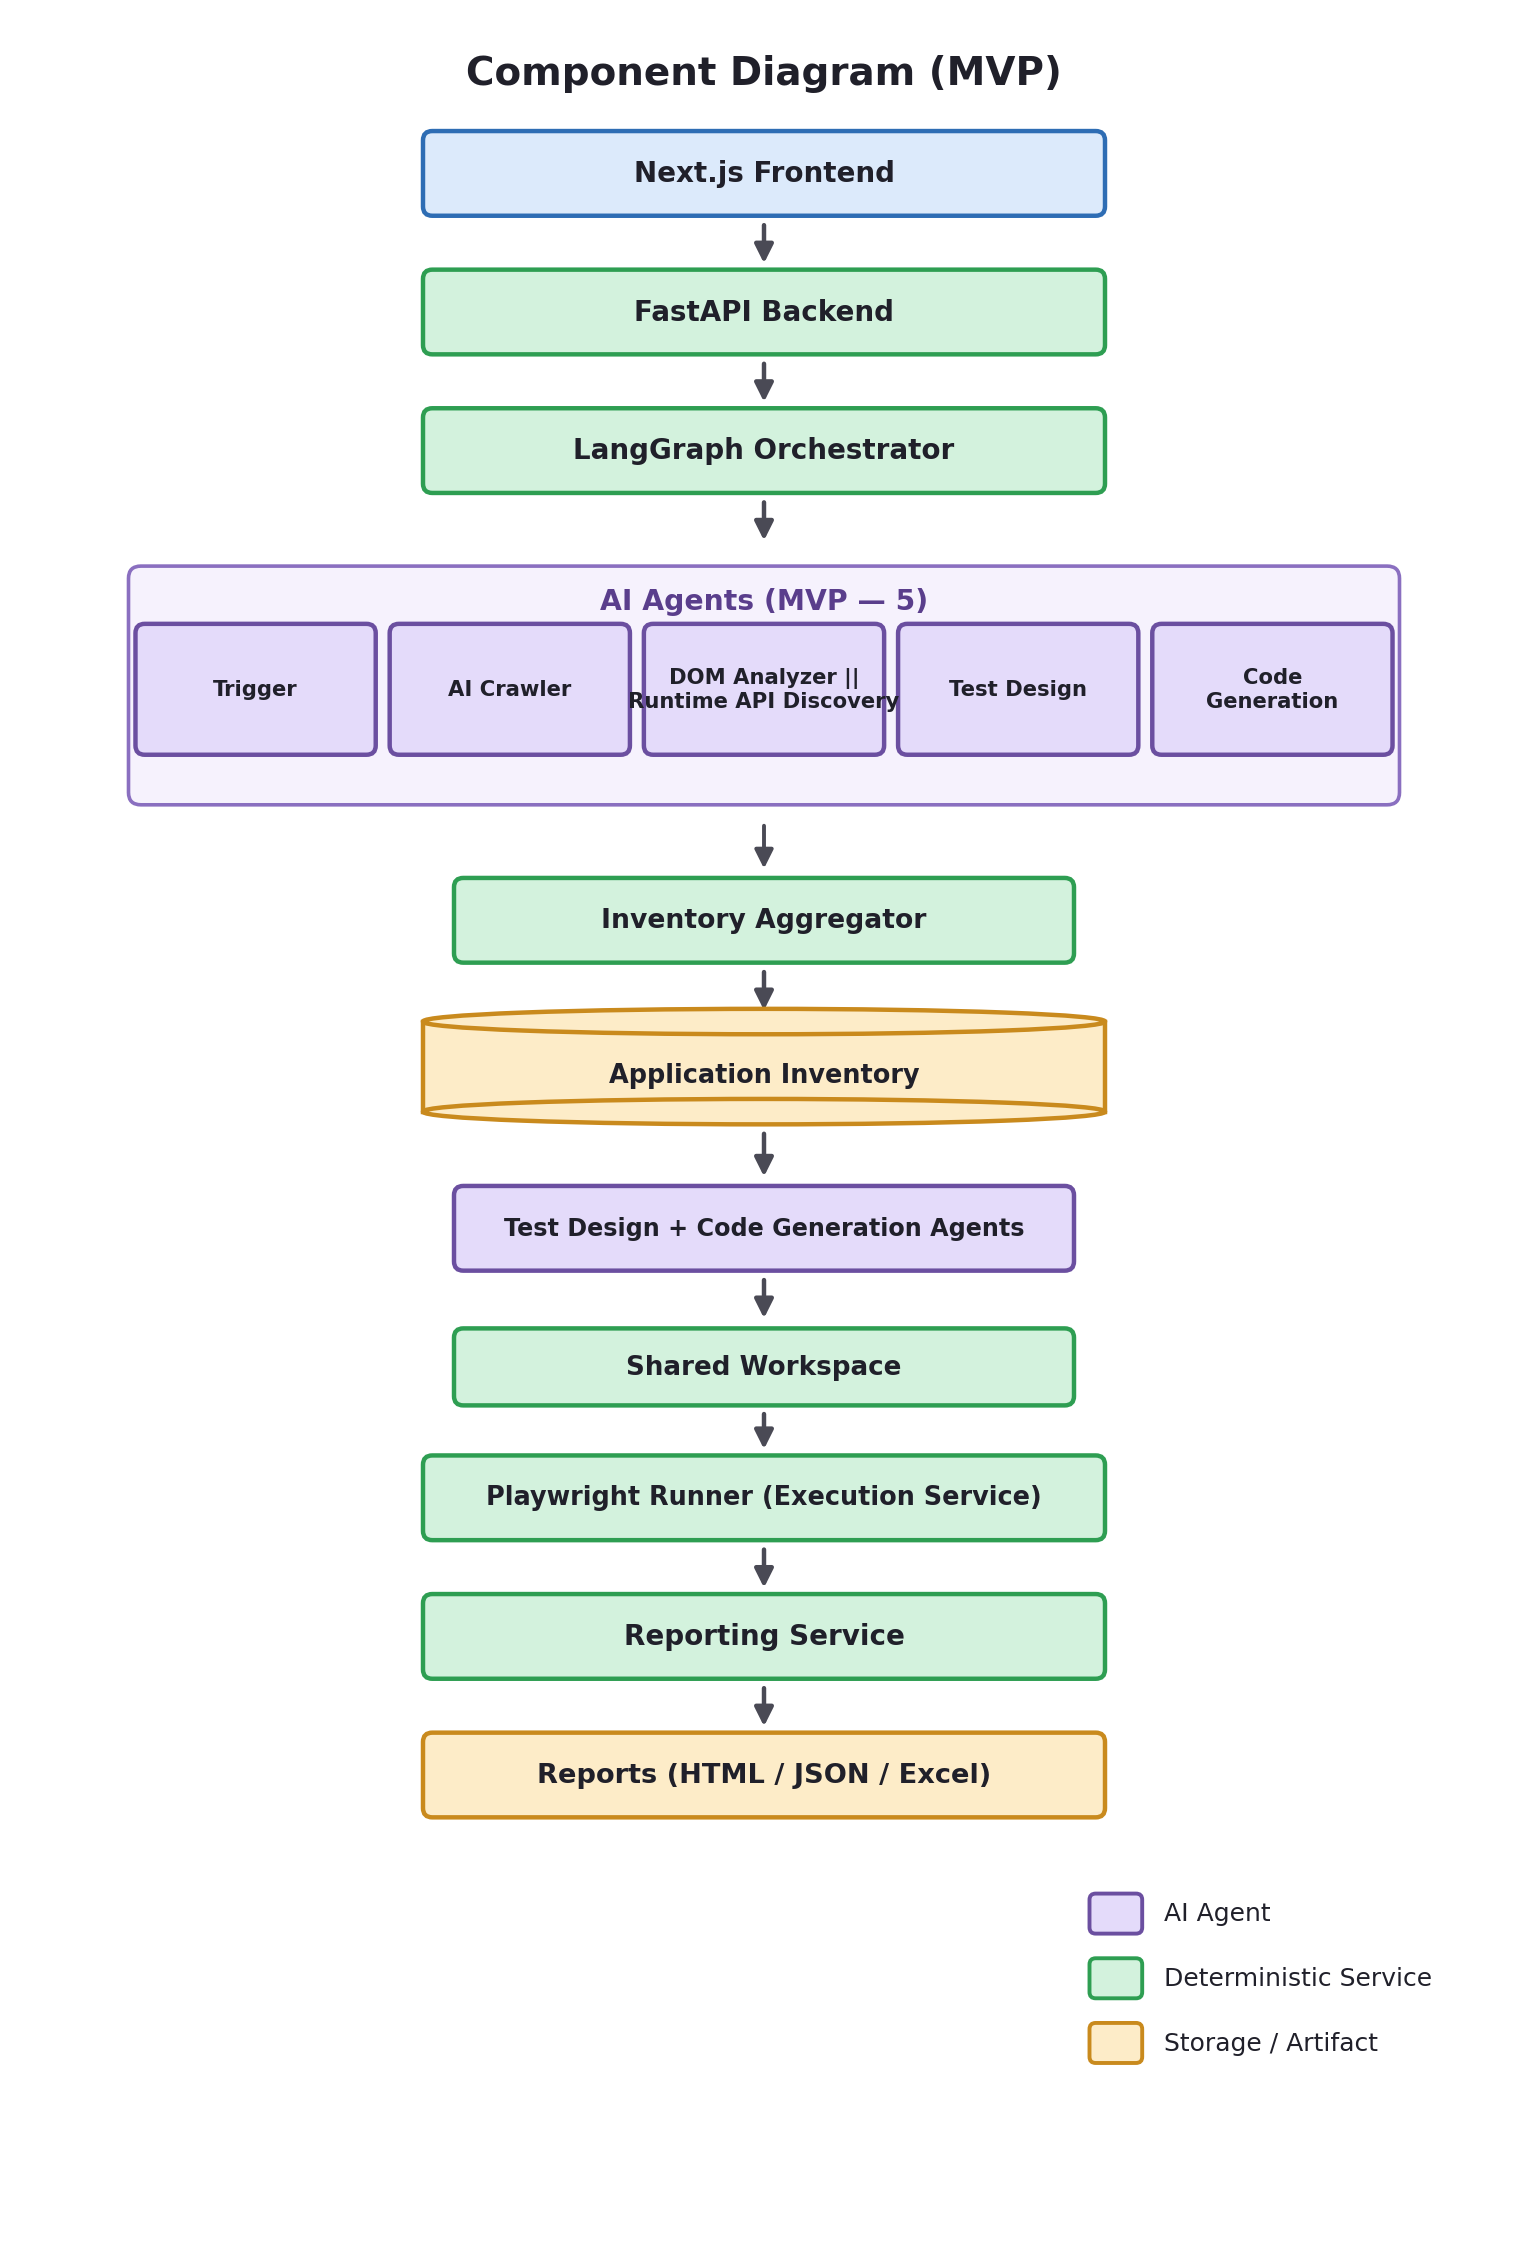 Component Diagram (MVP)
Next.js Frontend
FastAPI Backend
LangGraph Orchestrator
AI Agents (MVP — 5)
Trigger
AI Crawler
DOM Analyzer ||
Runtime API Discovery
Test Design
Code
Generation
Inventory Aggregator
Application Inventory
Test Design + Code Generation Agents
Shared Workspace
Playwright Runner (Execution Service)
Reporting Service
Reports (HTML / JSON / Excel)
AI Agent
Deterministic Service
Storage / Artifact